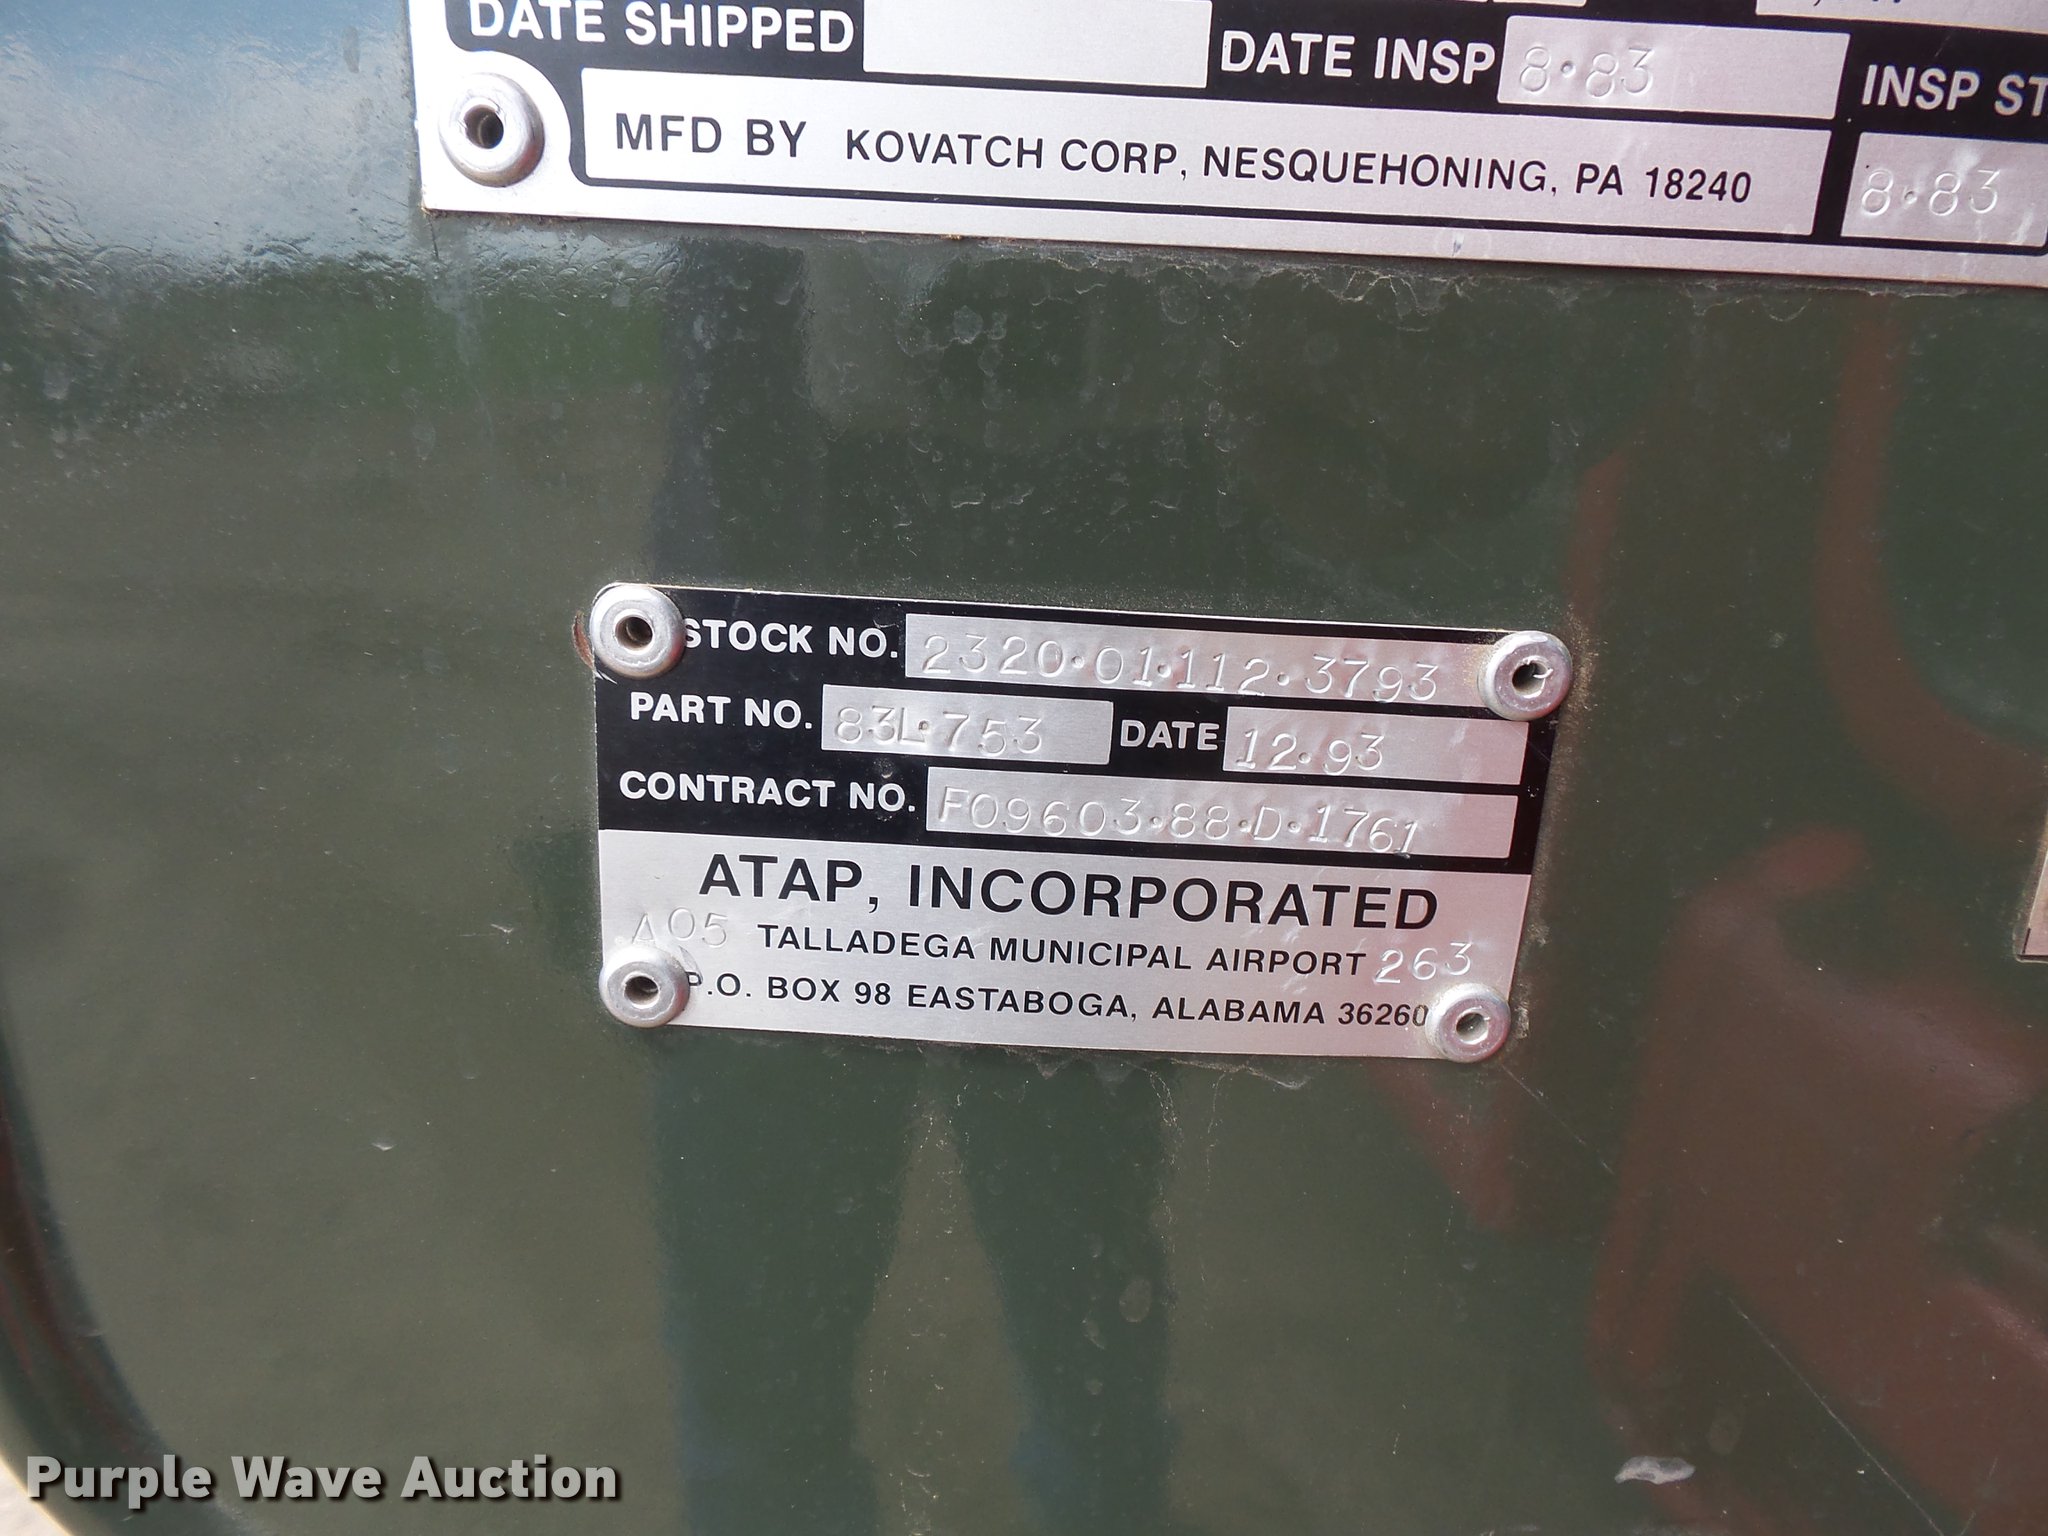 DATE SHIPPED
DATE INSP 8·83
INSP ST
8·83
MFD BY KOVATCH CORP, NESQUEHONING, PA 18240
STOCK NO. 2320·01·112·3793
PART NO. 83L·753 DATE 12·93
CONTRACT NO. F09603·88·D·1761
ATAP, INCORPORATED
A05 TALLADEGA MUNICIPAL AIRPORT 263
P.O. BOX 98 EASTABOGA, ALABAMA 36260
Purple Wave Auction